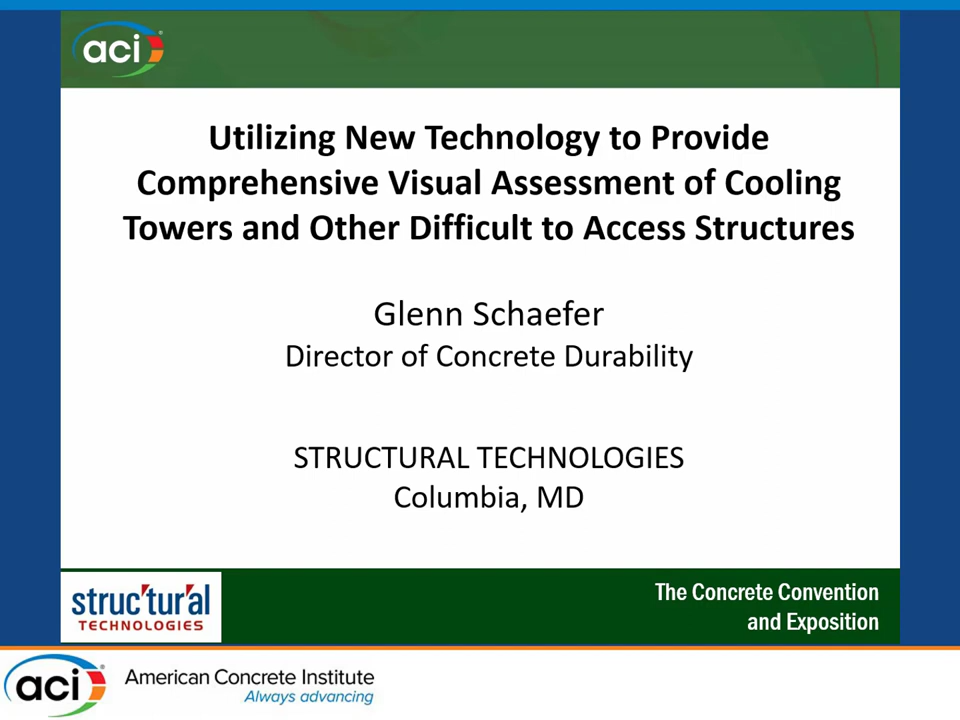 aci
Utilizing New Technology to Provide
Comprehensive Visual Assessment of Cooling
Towers and Other Difficult to Access Structures
Glenn Schaefer
Director of Concrete Durability
STRUCTURAL TECHNOLOGIES
Columbia, MD
struc'tur'al
TECHNOLOGIES
The Concrete Convention
and Exposition
aci
American Concrete Institute
Always advancing